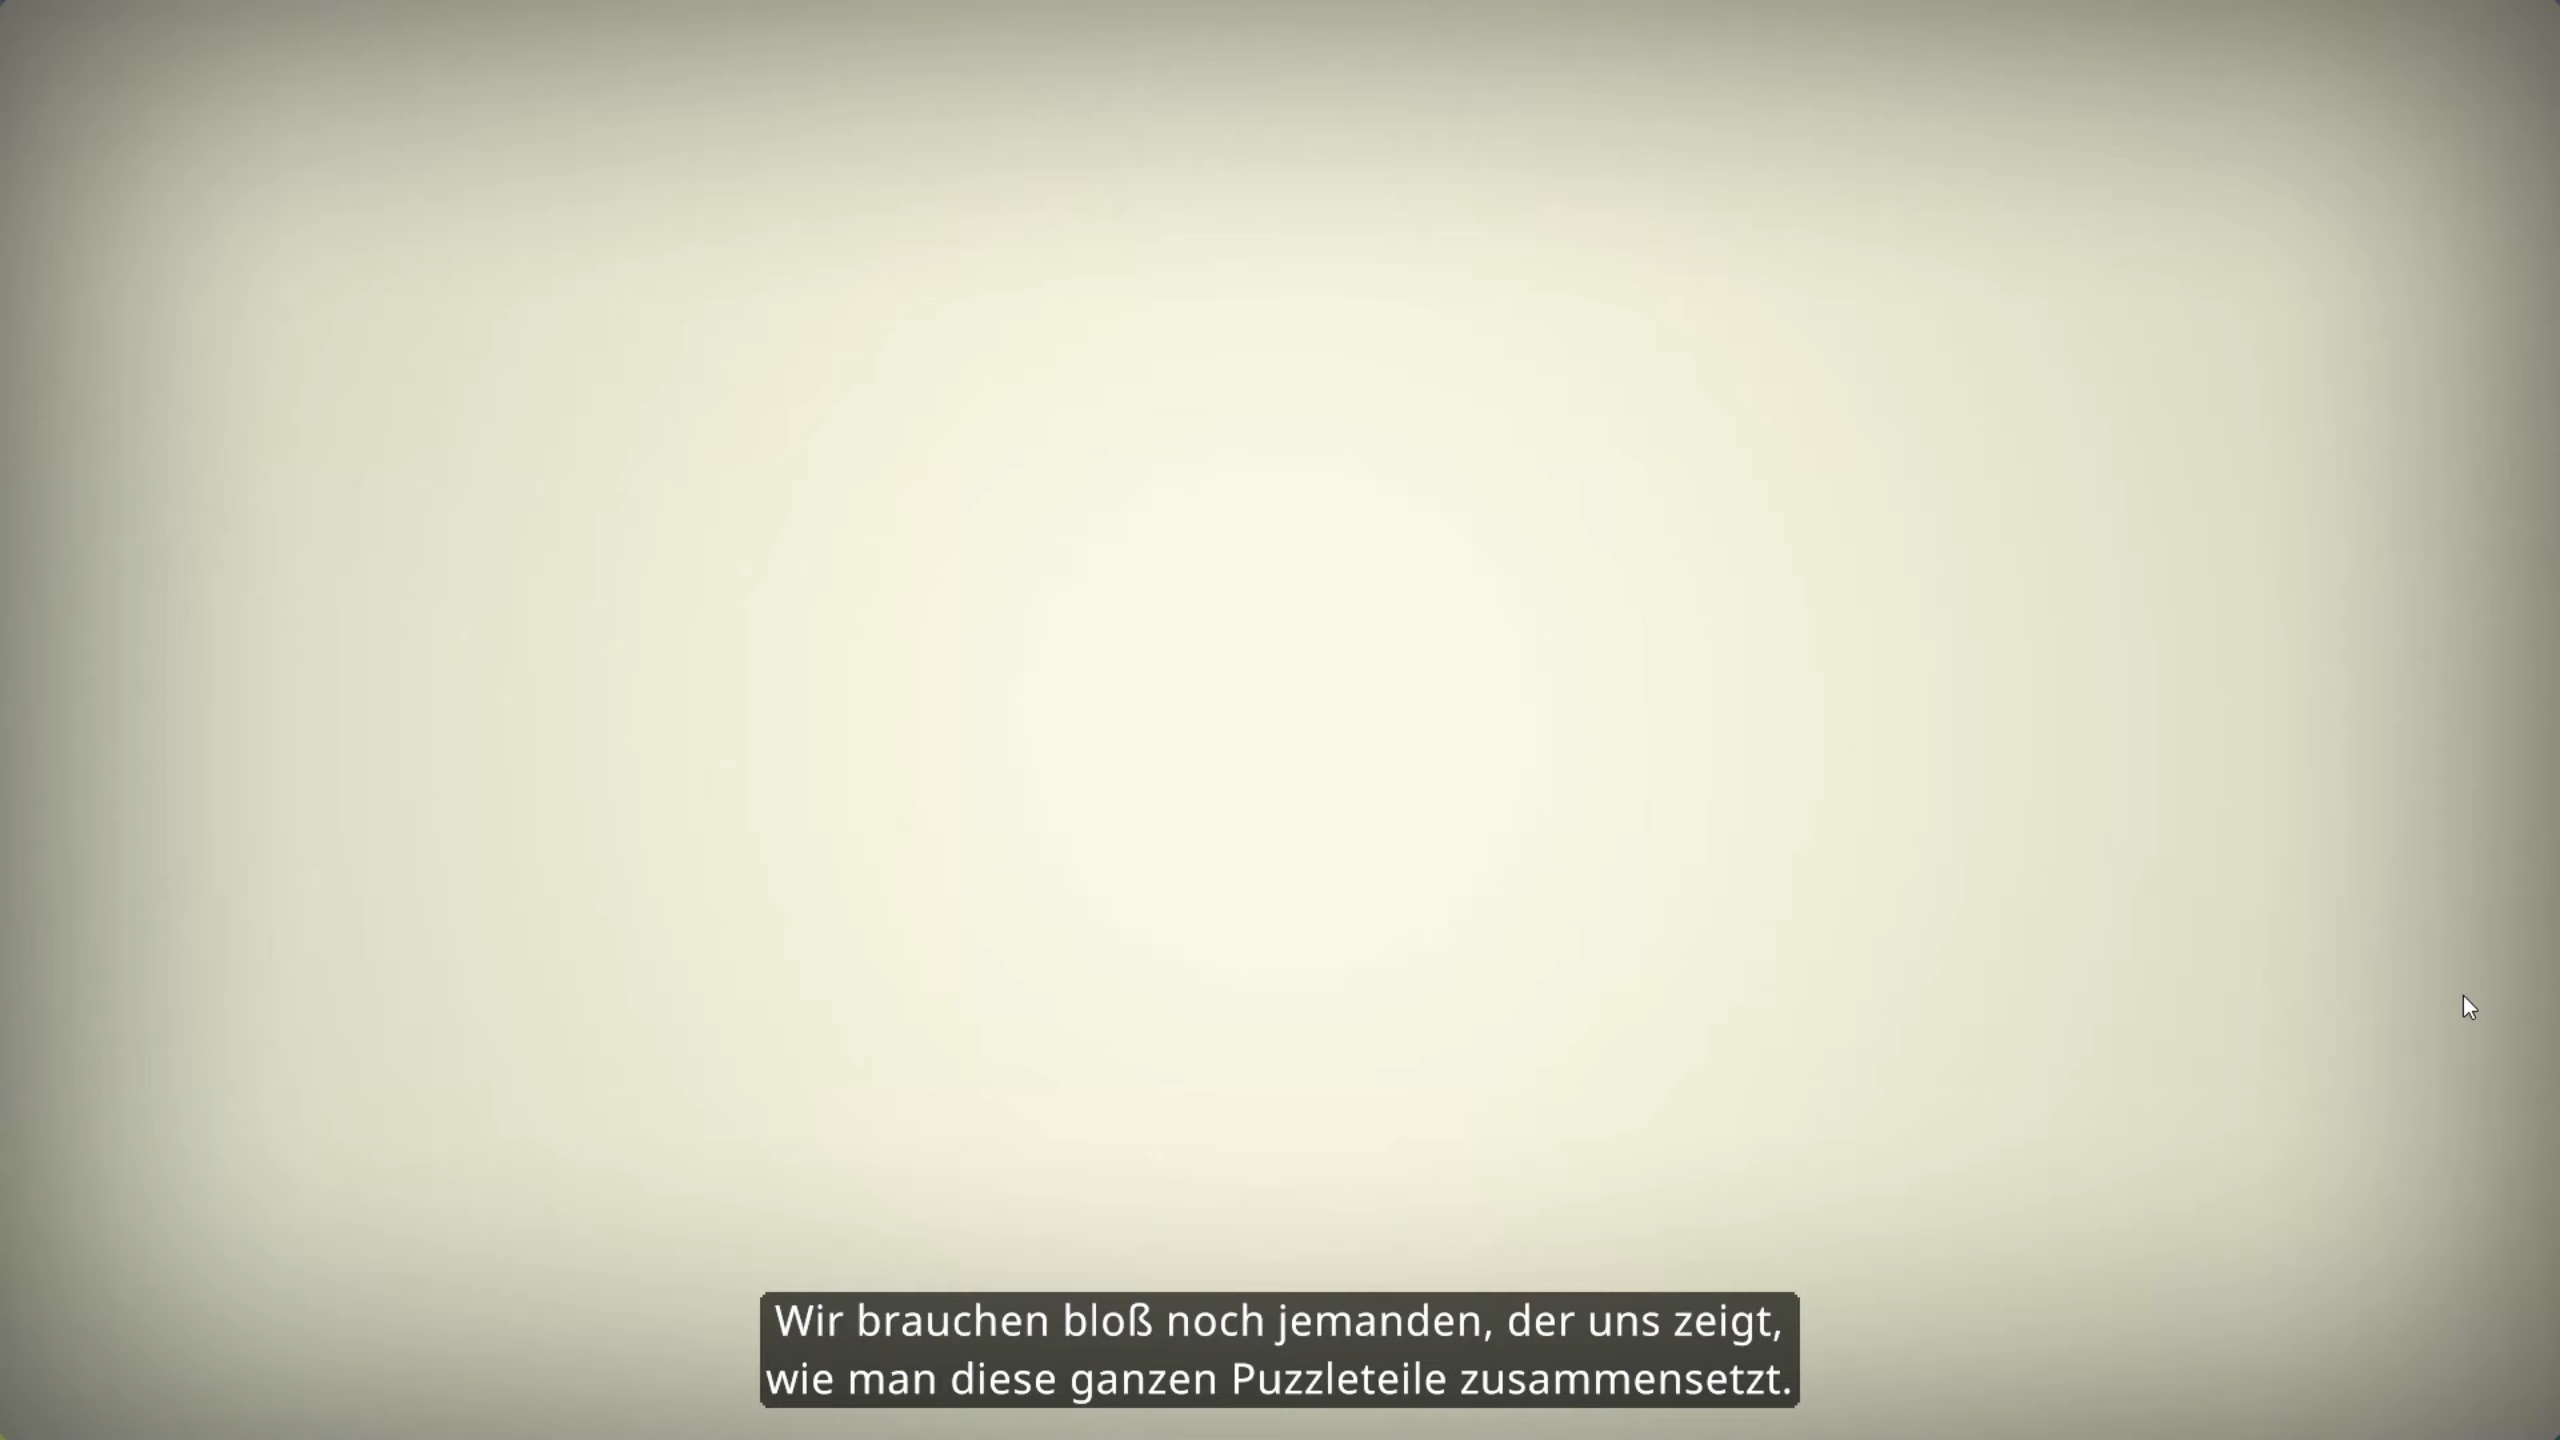 Wir brauchen bloß noch jemanden, der uns zeigt,
wie man diese ganzen Puzzleteile zusammensetzt.